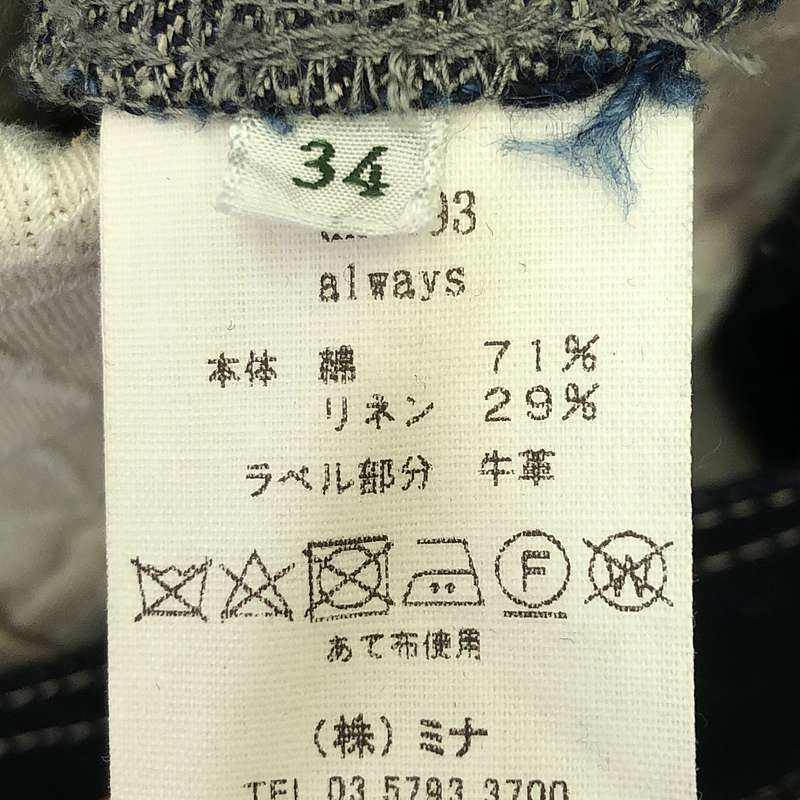 34
93
always
本体 綿 71%
リネン 29%
ラベル部分 牛革
F W
あて布使用
(株)ミナ
TEL 03 5793 3700